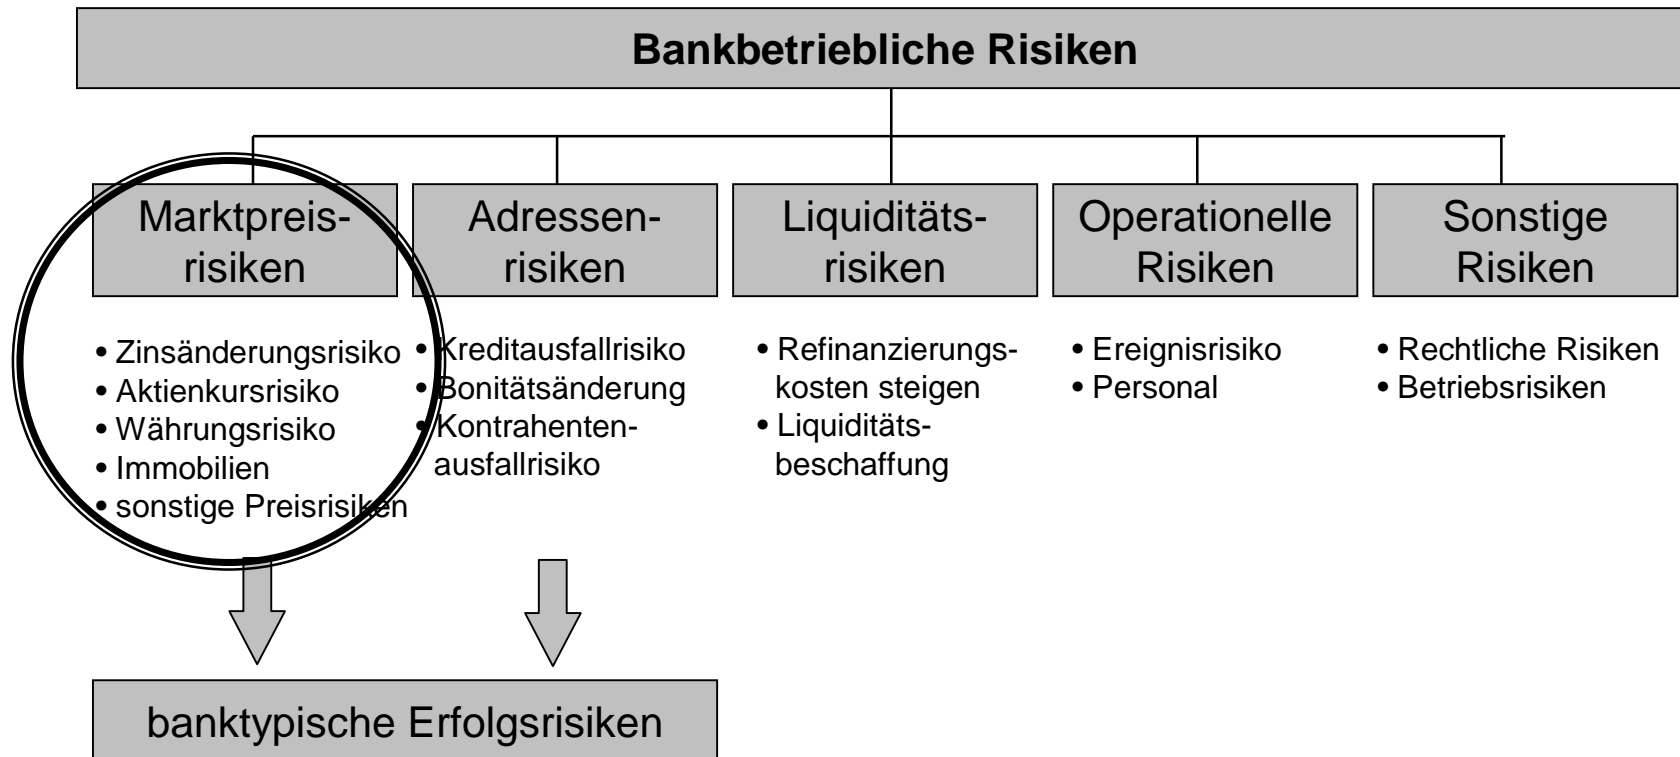 Bankbetriebliche Risiken
Marktpreis-
risiken
Adressen-
risiken
Liquiditäts-
risiken
Operationelle
Risiken
Sonstige
Risiken
• Zinsänderungsrisiko
• Aktienkursrisiko
• Währungsrisiko
• Immobilien
• sonstige Preisrisiken
• Kreditausfallrisiko
• Bonitätsänderung
• Kontrahenten-
ausfallrisiko
• Refinanzierungs-
kosten steigen
• Liquiditäts-
beschaffung
• Ereignisrisiko
• Personal
• Rechtliche Risiken
• Betriebsrisiken
banktypische Erfolgsrisiken